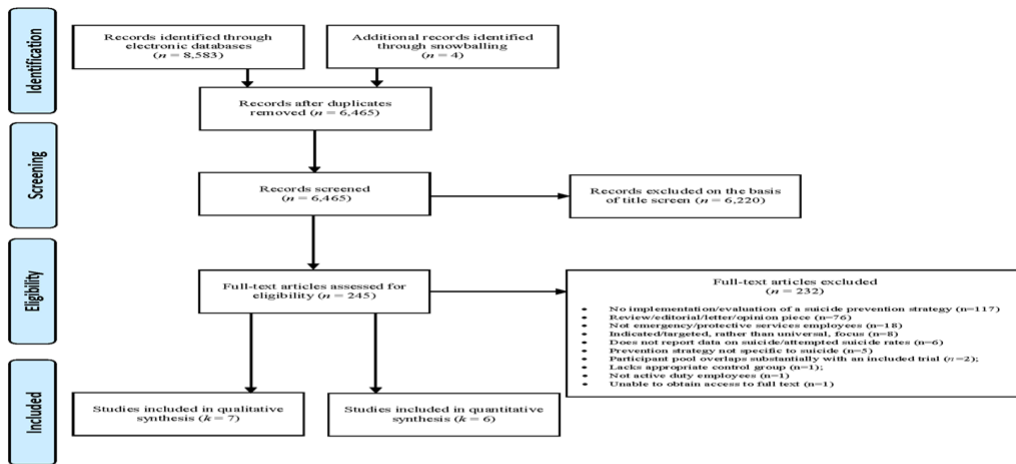 Identification
Records identified through
electronic databases
(n = 8,583)
Additional records identified
through snowballing
(n = 4)
Records after duplicates
removed (n = 6,465)
Screening
Records screened
(n = 6,465)
Records excluded on the basis
of title screen (n = 6,220)
Eligibility
Full-text articles assessed for
eligibility (n = 245)
Full-text articles excluded
(n = 232)
• No implementation/evaluation of a suicide prevention strategy (n=117)
• Review/editorial/letter/opinion piece (n=76)
• Not emergency/protective services employees (n=18)
• Indicated/targeted, rather than universal, focus (n=8)
• Does not report data on suicide/attempted suicide rates (n=6)
• Prevention strategy not specific to suicide (n=5)
• Participant pool overlaps substantially with an included trial (n=2);
• Lacks appropriate control group (n=1);
• Not active duty employees (n=1)
• Unable to obtain access to full text (n=1)
Included
Studies included in qualitative
synthesis (k = 7)
Studies included in quantitative
synthesis (k = 6)